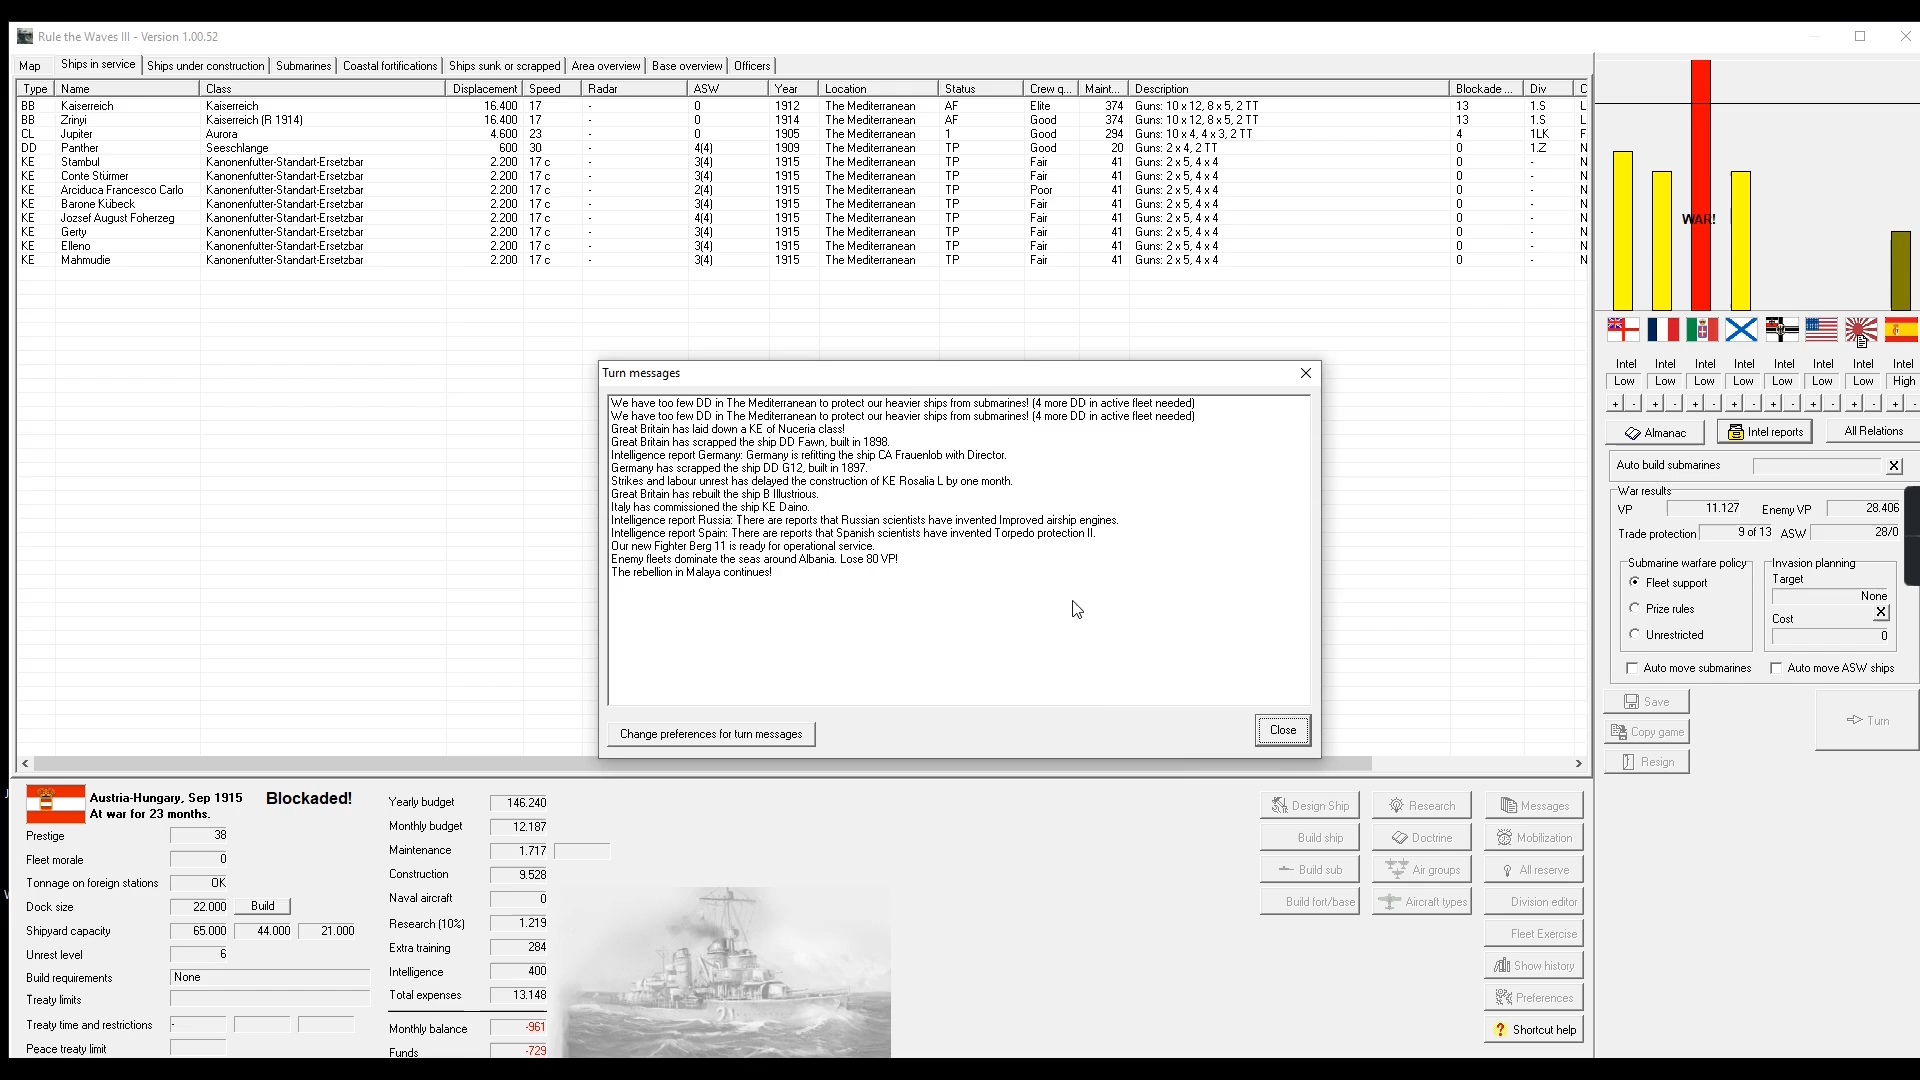 Rule the Waves III - Version 1.00.52
Map Ships in service Ships under construction Submarines Coastal fortifications Ships sunk or scrapped Area overview Base overview Officers
Type Name Class Displacement Speed Radar ASW Year Location Status Crew q... Maint... Description Blockade ... Div C
BB Kaiserreich Kaiserreich 16.400 17 - 0 1912 The Mediterranean AF Elite 374 Guns: 10 x 12, 8 x 5, 2 TT 13 1.S L
BB Zrinyi Kaiserreich (R 1914) 16.400 17 - 0 1914 The Mediterranean AF Good 374 Guns: 10 x 12, 8 x 5, 2 TT 13 1.S L
CL Jupiter Aurora 4.600 23 - 0 1905 The Mediterranean 1 Good 294 Guns: 10 x 4, 4 x 3, 2 TT 4 1LK F
DD Panther Seeschlange 600 30 - 4(4) 1909 The Mediterranean TP Good 20 Guns: 2 x 4, 2 TT 0 1.Z N
KE Stambul Kanonenfutter-Standart-Ersetzbar 2.200 17 c - 3(4) 1915 The Mediterranean TP Fair 41 Guns: 2 x 5, 4 x 4 0 - N
KE Conte Stürmer Kanonenfutter-Standart-Ersetzbar 2.200 17 c - 3(4) 1915 The Mediterranean TP Fair 41 Guns: 2 x 5, 4 x 4 0 - N
KE Arciduca Francesco Carlo Kanonenfutter-Standart-Ersetzbar 2.200 17 c - 2(4) 1915 The Mediterranean TP Poor 41 Guns: 2 x 5, 4 x 4 0 - N
KE Barone Kübeck Kanonenfutter-Standart-Ersetzbar 2.200 17 c - 3(4) 1915 The Mediterranean TP Fair 41 Guns: 2 x 5, 4 x 4 0 - N
KE Jozsef August Foherzeg Kanonenfutter-Standart-Ersetzbar 2.200 17 c - 4(4) 1915 The Mediterranean TP Fair 41 Guns: 2 x 5, 4 x 4 0 - N
KE Gerty Kanonenfutter-Standart-Ersetzbar 2.200 17 c - 3(4) 1915 The Mediterranean TP Fair 41 Guns: 2 x 5, 4 x 4 0 - N
KE Elleno Kanonenfutter-Standart-Ersetzbar 2.200 17 c - 3(4) 1915 The Mediterranean TP Fair 41 Guns: 2 x 5, 4 x 4 0 - N
KE Mahmudie Kanonenfutter-Standart-Ersetzbar 2.200 17 c - 3(4) 1915 The Mediterranean TP Fair 41 Guns: 2 x 5, 4 x 4 0 - N
WAR!
Turn messages
We have too few DD in The Mediterranean to protect our heavier ships from submarines! (4 more DD in active fleet needed)
We have too few DD in The Mediterranean to protect our heavier ships from submarines! (4 more DD in active fleet needed)
Great Britain has laid down a KE of Nuceria class!
Great Britain has scrapped the ship DD Fawn, built in 1898.
Intelligence report Germany: Germany is refitting the ship CA Frauenlob with Director.
Germany has scrapped the ship DD G12, built in 1897.
Strikes and labour unrest has delayed the construction of KE Rosalia L by one month.
Great Britain has rebuilt the ship B Illustrious.
Italy has commissioned the ship KE Daino.
Intelligence report Russia: There are reports that Russian scientists have invented Improved airship engines.
Intelligence report Spain: There are reports that Spanish scientists have invented Torpedo protection II.
Our new Fighter Berg 11 is ready for operational service.
Enemy fleets dominate the seas around Albania. Lose 80 VP!
The rebellion in Malaya continues!
Change preferences for turn messages Close
Intel Intel Intel Intel Intel Intel Intel Intel
Low Low Low Low Low Low Low High
+ - + - + - + - + - + - + - + -
Almanac Intel reports All Relations
Auto build submarines X
War results
VP 11.127 Enemy VP 28.406
Trade protection 9 of 13 ASW 28/0
Submarine warfare policy Invasion planning
Fleet support Target
None
Prize rules Cost X
Unrestricted 0
Auto move submarines Auto move ASW ships
Save Turn
Copy game
Resign
Austria-Hungary, Sep 1915 Blockaded!
At war for 23 months.
Prestige 38
Fleet morale 0
Tonnage on foreign stations OK
Dock size 22.000 Build
Shipyard capacity 65.000 44.000 21.000
Unrest level 6
Build requirements None
Treaty limits
Treaty time and restrictions -
Peace treaty limit
Yearly budget 146.240
Monthly budget 12.187
Maintenance 1.717
Construction 9.528
Naval aircraft 0
Research (10%) 1.219
Extra training 284
Intelligence 400
Total expenses 13.148
Monthly balance -961
Funds -729
21
Design Ship Research Messages
Build ship Doctrine Mobilization
Build sub Air groups All reserve
Build fort/base Aircraft types Division editor
Fleet Exercise
Show history
Preferences
? Shortcut help